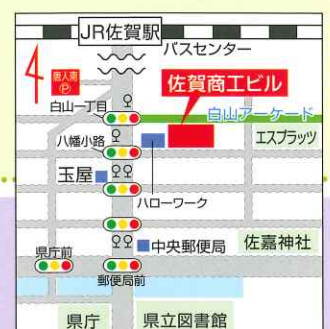 JR佐賀駅
バスセンター
唐人南
P
佐賀商工ビル
白山一丁目
白山アーケード
八幡小路
エスプラッツ
玉屋
ハローワーク
中央郵便局
佐嘉神社
県庁前
郵便局前
県庁
県立図書館